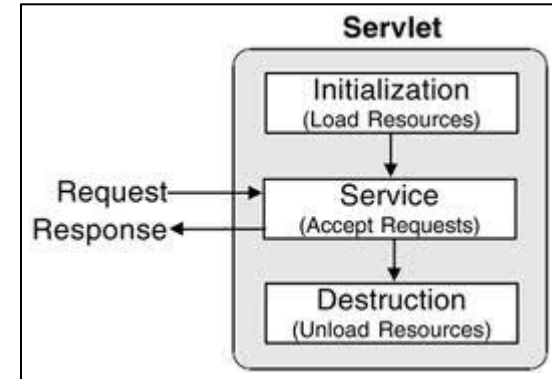 Servlet
Initialization
(Load Resources)
Request
Service
Response
(Accept Requests)
Destruction
(Unload Resources)